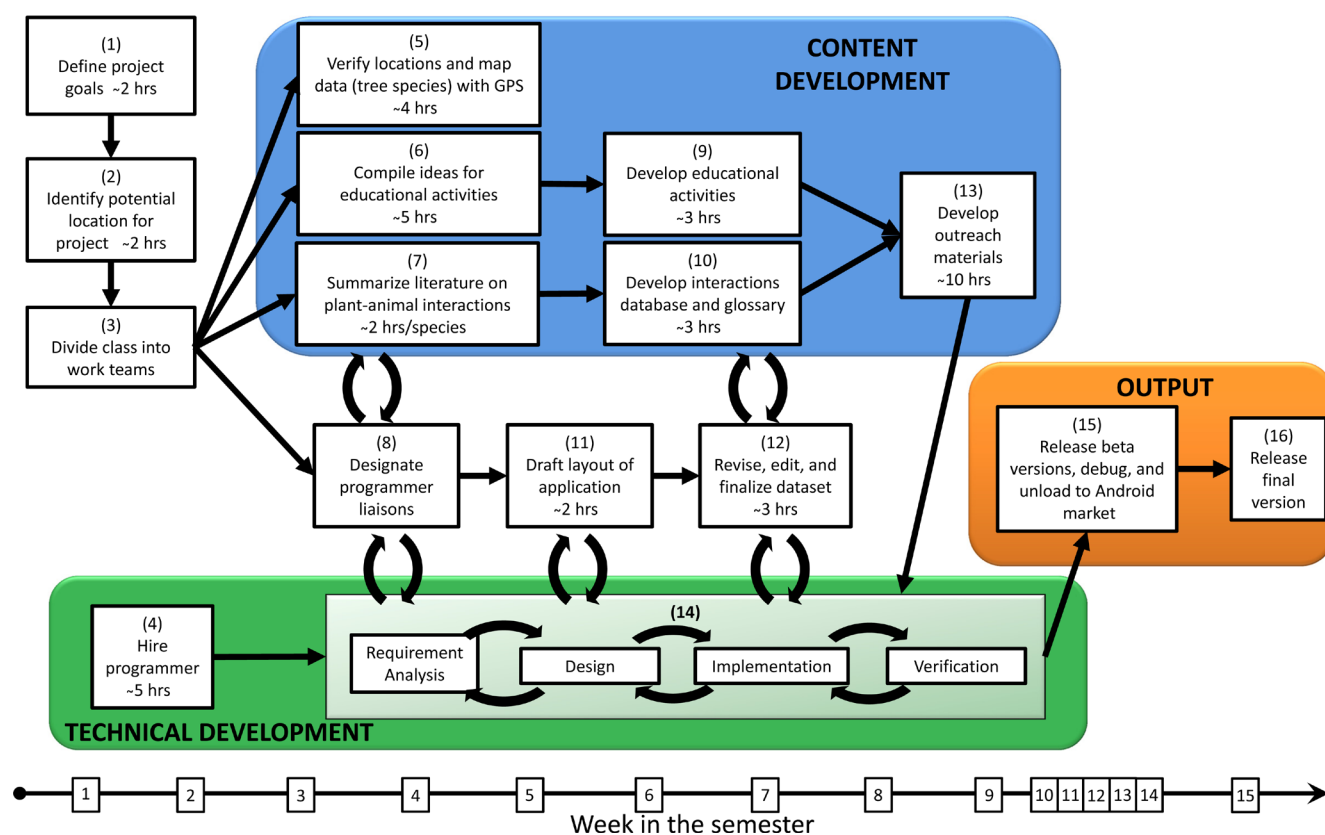 (1)
Define project
goals ~2 hrs
(2)
Identify potential
location for
project ~2 hrs
(3)
Divide class into
work teams
CONTENT
DEVELOPMENT
(5)
Verify locations and map
data (tree species) with GPS
~4 hrs
(6)
Compile ideas for
educational activities
~5 hrs
(7)
Summarize literature on
plant-animal interactions
~2 hrs/species
(9)
Develop educational
activities
~3 hrs
(10)
Develop interactions
database and glossary
~3 hrs
(13)
Develop
outreach
materials
~10 hrs
(8)
Designate
programmer
liaisons
(11)
Draft layout of
application
~2 hrs
(12)
Revise, edit, and
finalize dataset
~3 hrs
OUTPUT
(15)
Release beta
versions, debug, and
unload to Android
market
(16)
Release
final
version
(4)
Hire
programmer
~5 hrs
(14)
Requirement
Analysis
Design
Implementation
Verification
TECHNICAL DEVELOPMENT
1 2 3 4 5 6 7 8 9 10 11 12 13 14 15
Week in the semester